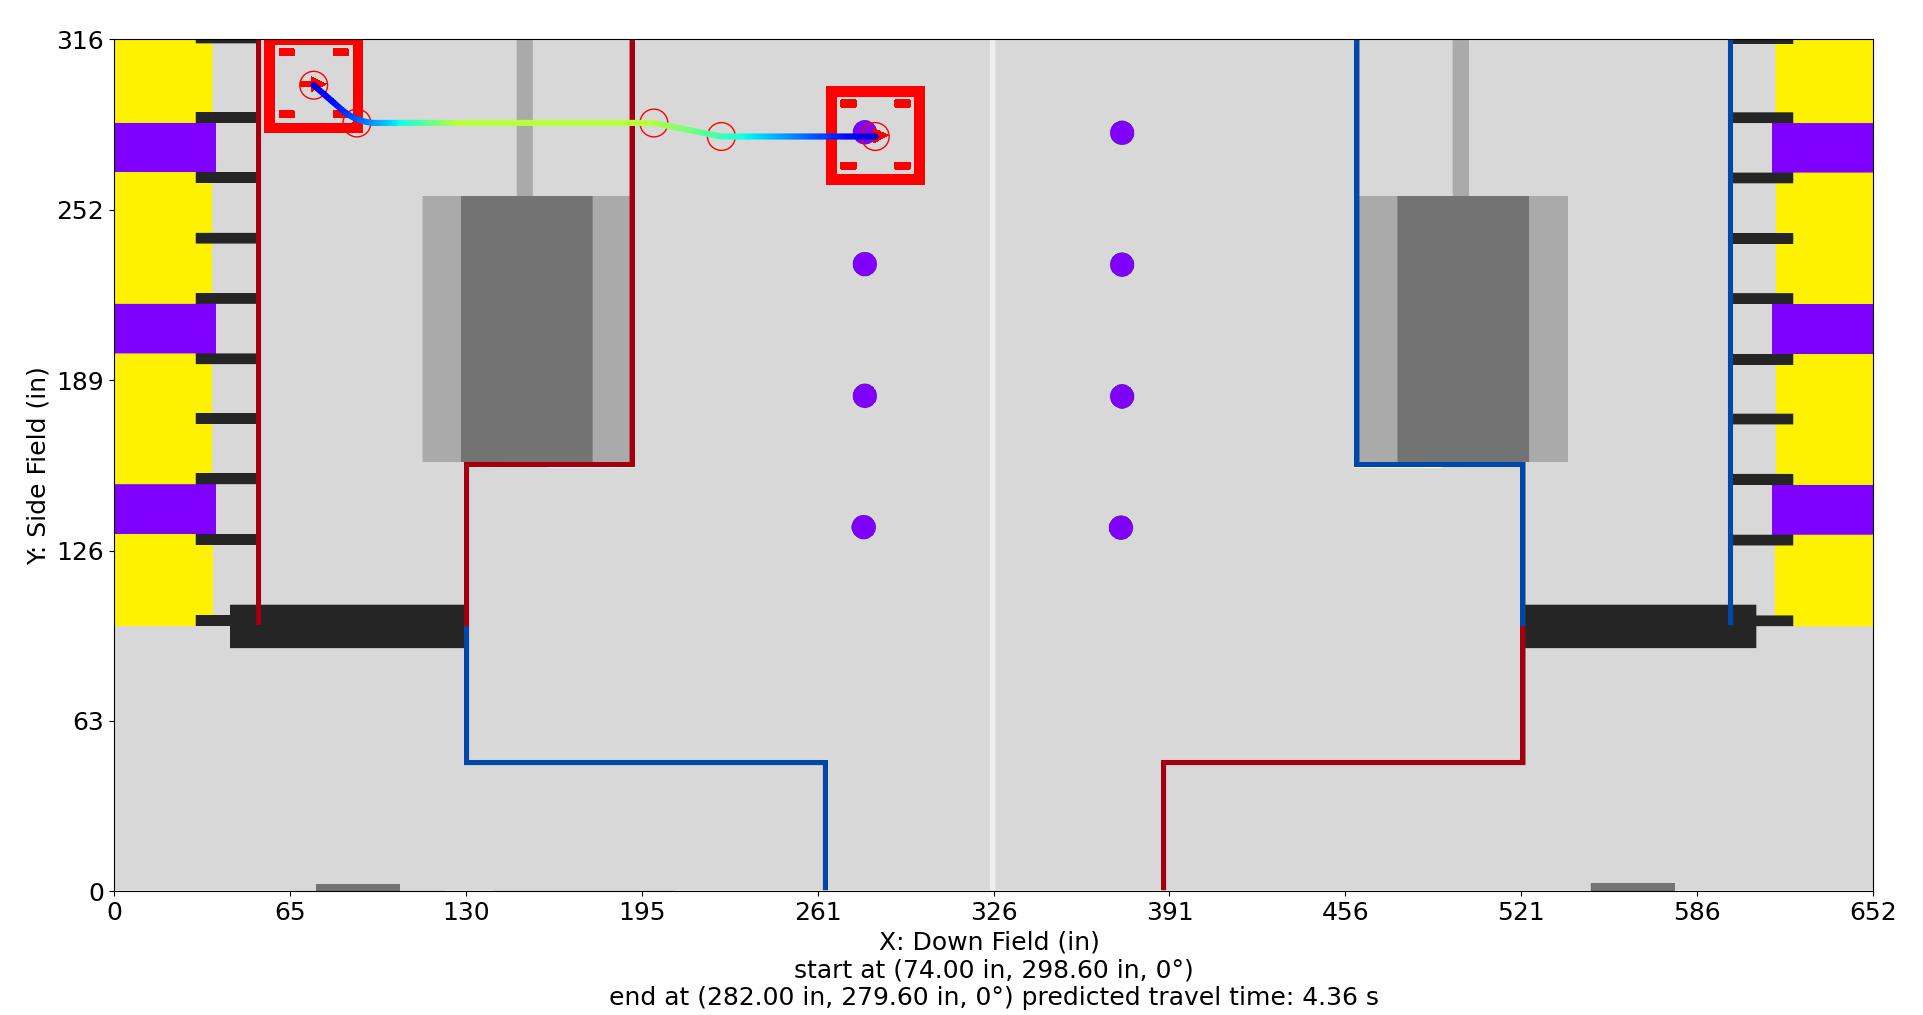 316
252
189
126
63
0
Y: Side Field (in)
0 65 130 195 261 326 391 456 521 586 652
X: Down Field (in)
start at (74.00 in, 298.60 in, 0°)
end at (282.00 in, 279.60 in, 0°) predicted travel time: 4.36 s